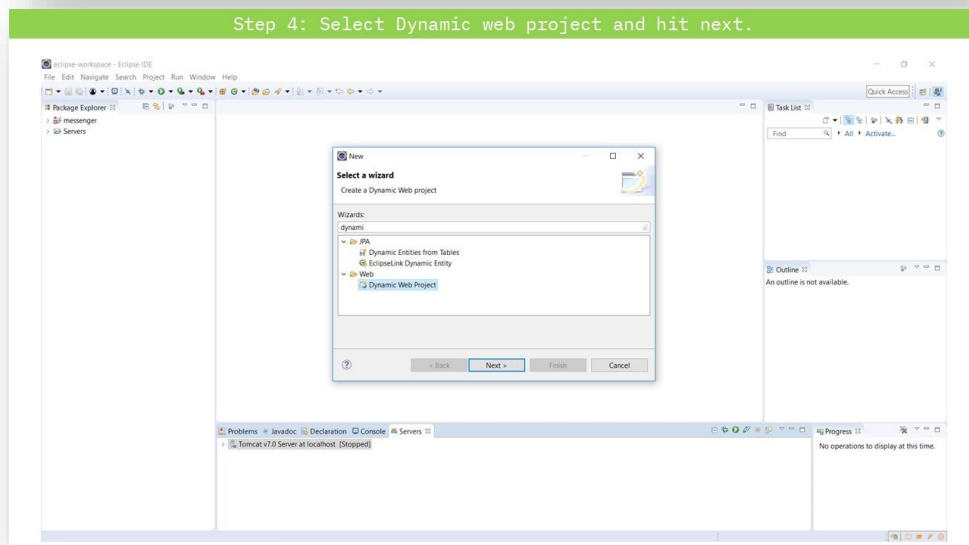 Step 4: Select Dynamic web project and hit next.
eclipse-workspace - Eclipse IDE
File Edit Navigate Search Project Run Window Help
Quick Access
Package Explorer
messenger
Servers
Task List
Find
All
Activate...
New
Select a wizard
Create a Dynamic Web project
Wizards:
dynami
JPA
Dynamic Entities from Tables
EclipseLink Dynamic Entity
Web
Dynamic Web Project
< Back Next > Finish Cancel
Outline
An outline is not available.
Problems Javadoc Declaration Console Servers
Tomcat v7.0 Server at localhost [Stopped]
Progress
No operations to display at this time.